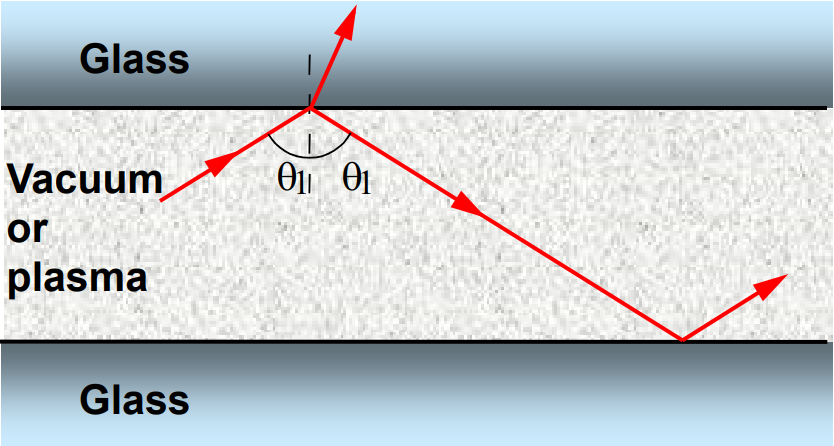 Glass
θ1 θ1
Vacuum
or
plasma
Glass